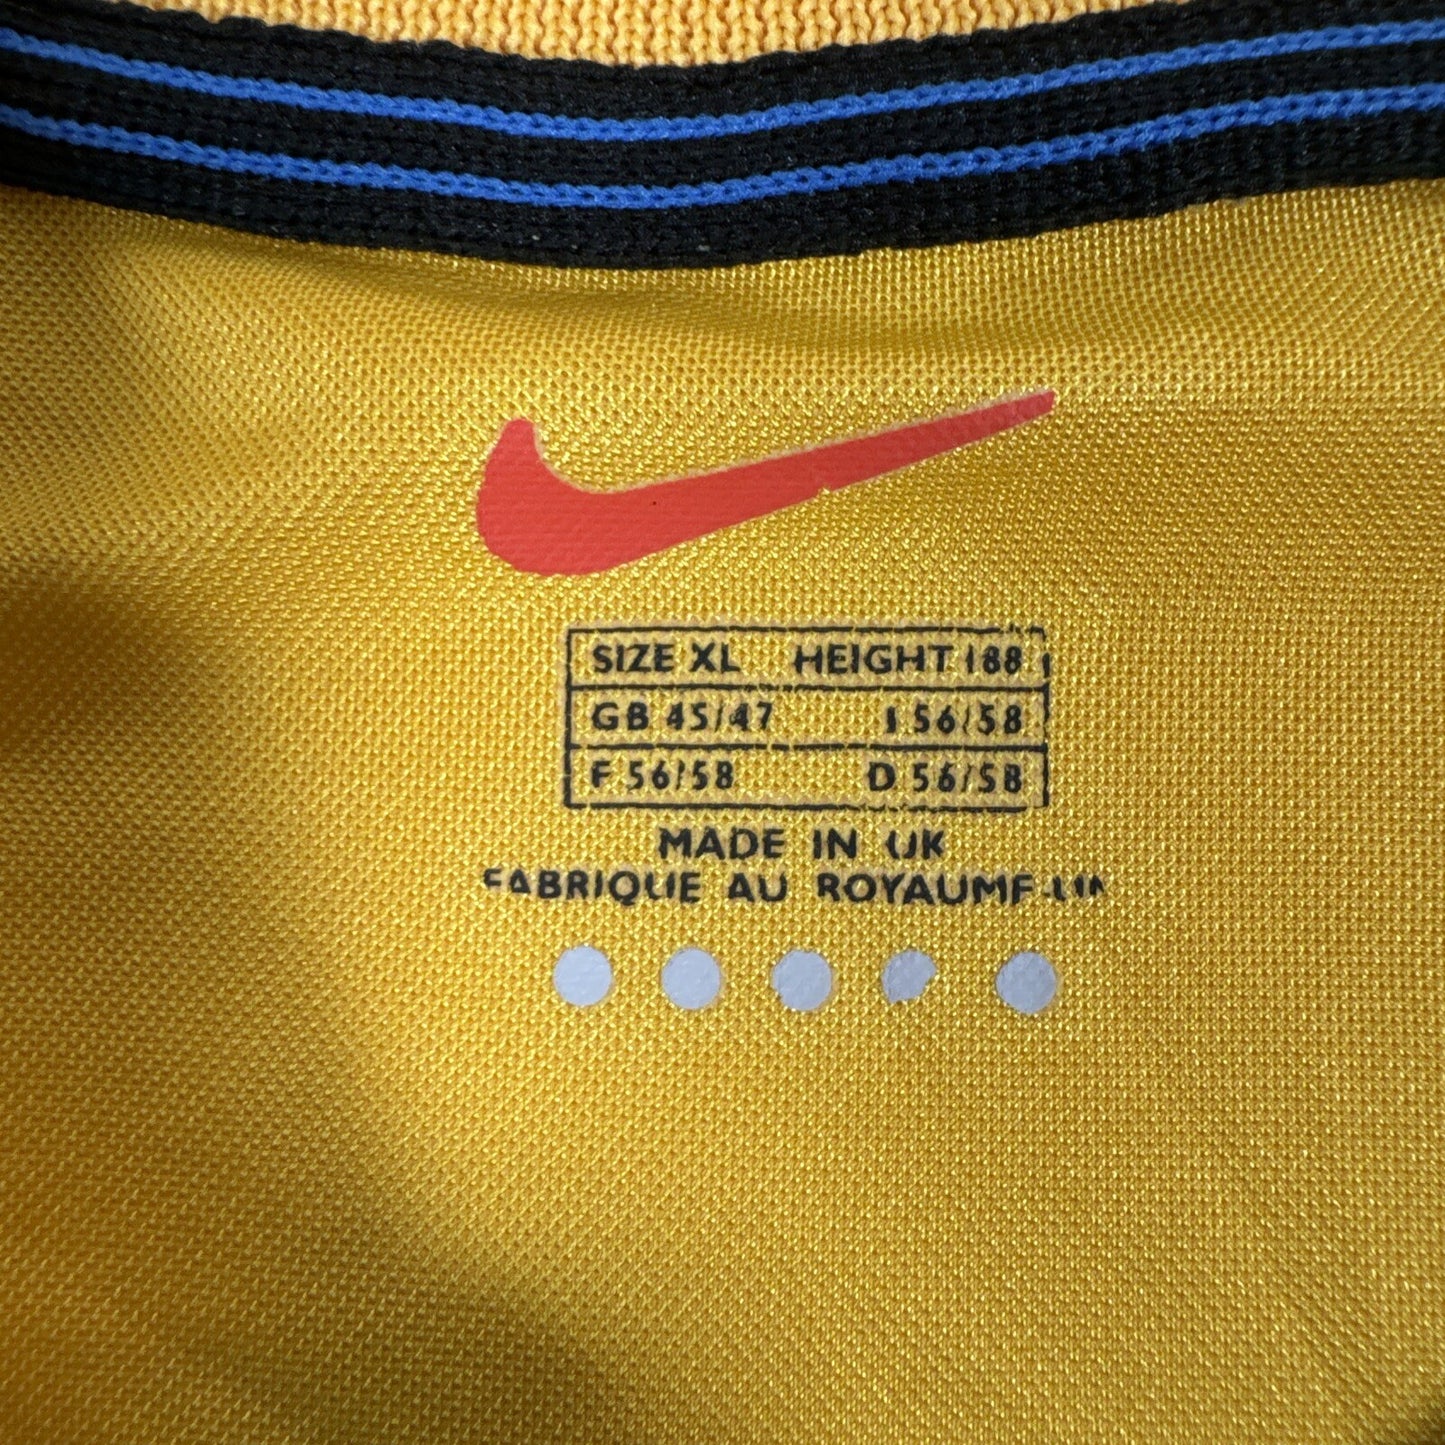 SIZE XL HEIGHT 188
GB 45/47 I 56/58
F 56/58 D 56/58
MADE IN UK
FABRIQUE AU ROYAUME-UN